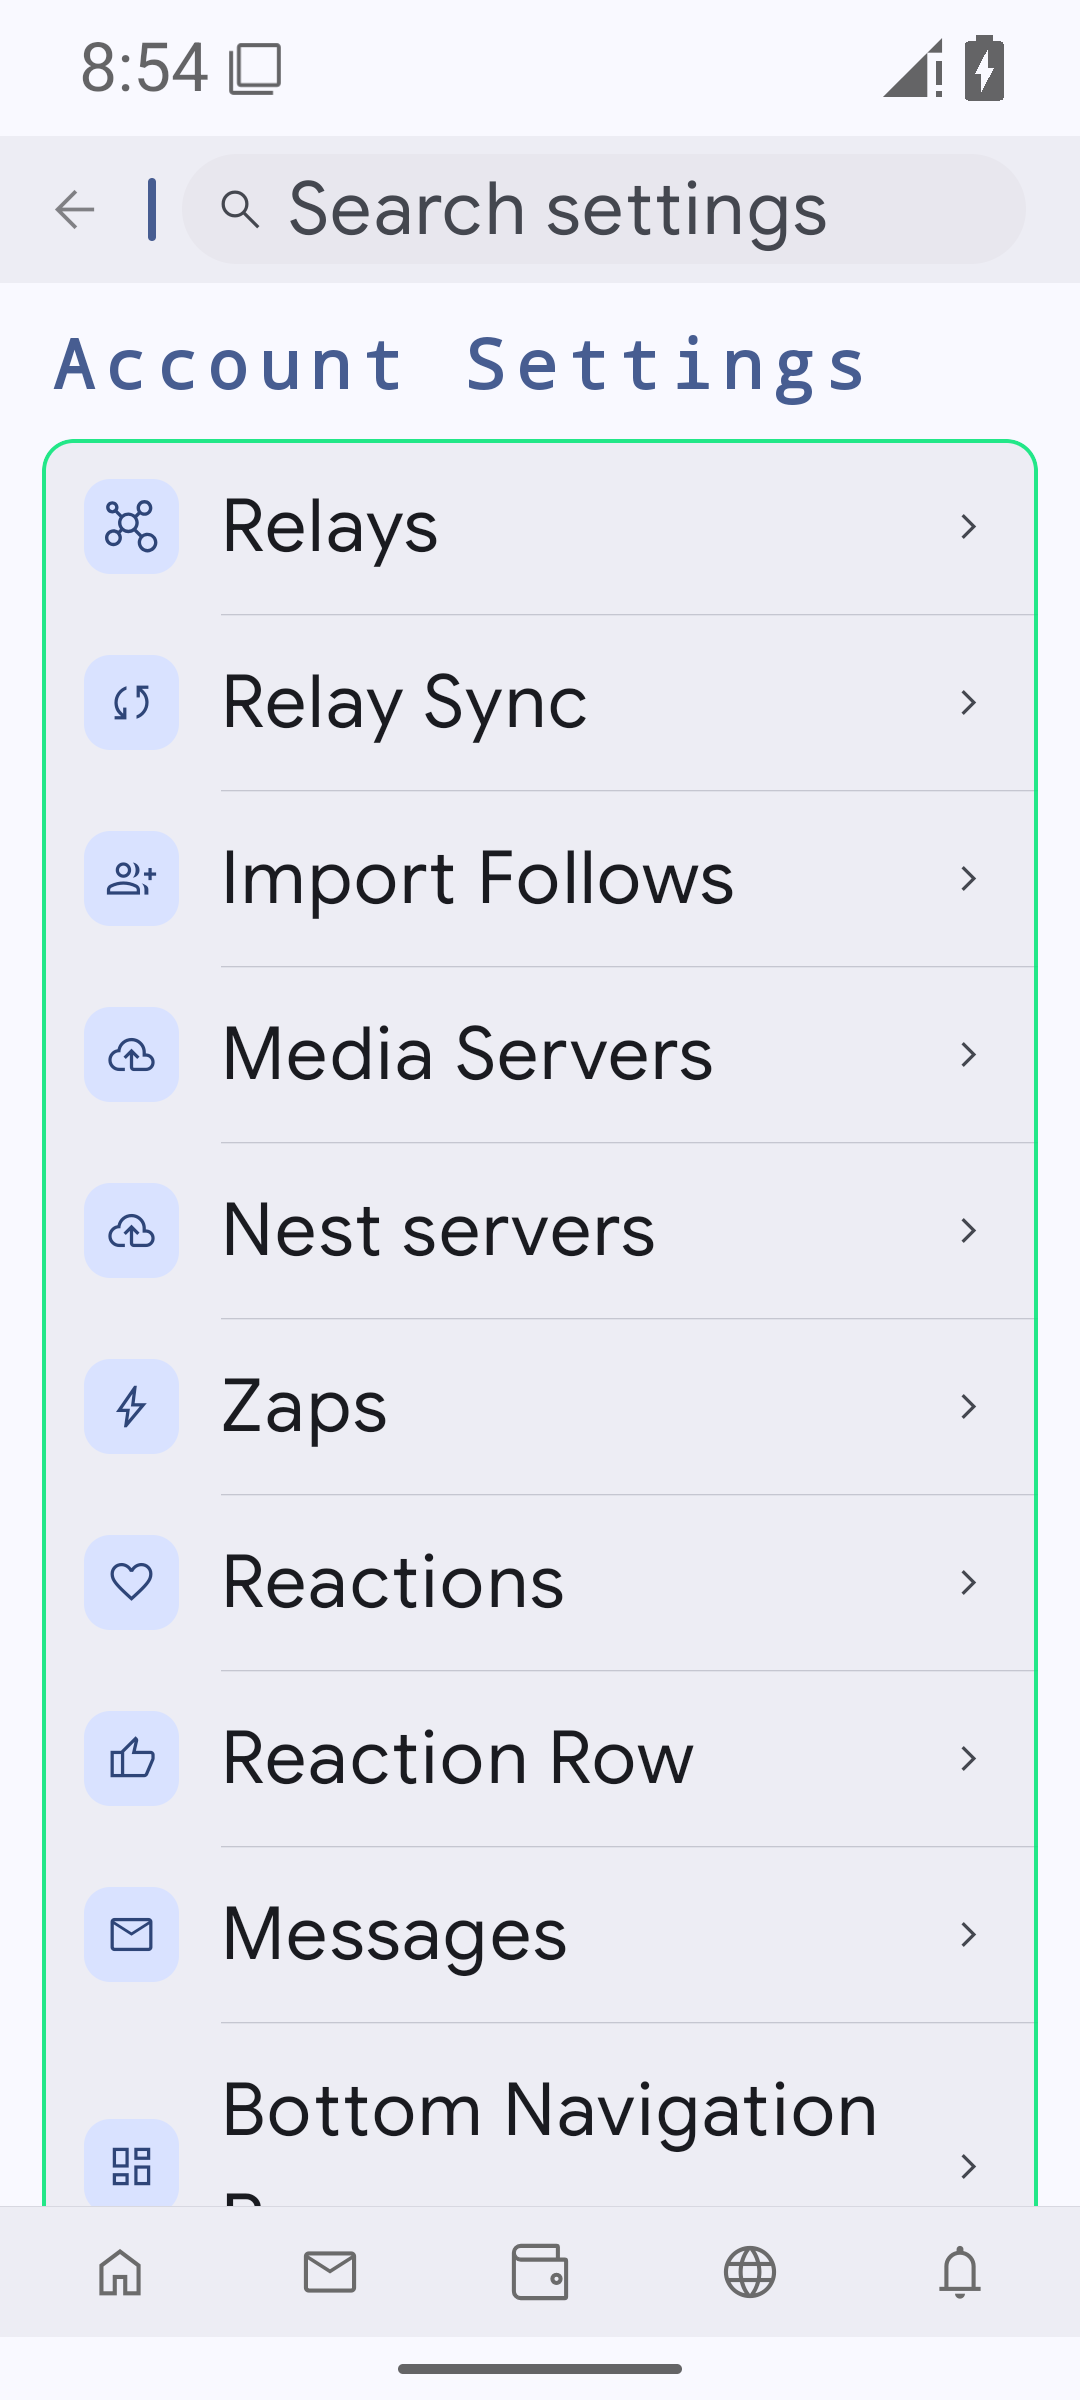 8:54
Search settings
Account Settings
Relays
Relay Sync
Import Follows
Media Servers
Nest servers
Zaps
Reactions
Reaction Row
Messages
Bottom Navigation